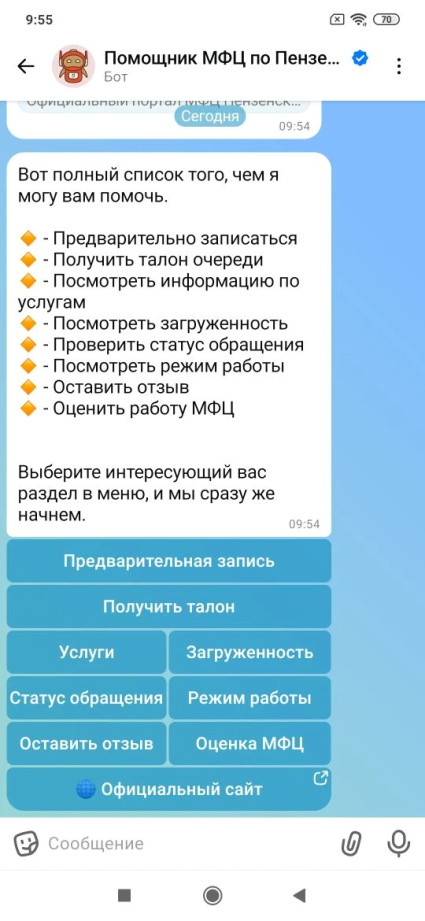 9:55
70
Помощник МФЦ по Пензе...
Бот
Официальный портал МФЦ Пензенск...
Сегодня
09:54
Вот полный список того, чем я
могу вам помочь.
🔸 - Предварительно записаться
🔸 - Получить талон очереди
🔸 - Посмотреть информацию по
услугам
🔸 - Посмотреть загруженность
🔸 - Проверить статус обращения
🔸 - Посмотреть режим работы
🔸 - Оставить отзыв
🔸 - Оценить работу МФЦ
Выберите интересующий вас
раздел в меню, и мы сразу же
начнем.
09:54
Предварительная запись
Получить талон
Услуги
Загруженность
Статус обращения
Режим работы
Оставить отзыв
Оценка МФЦ
🌐 Официальный сайт
Сообщение